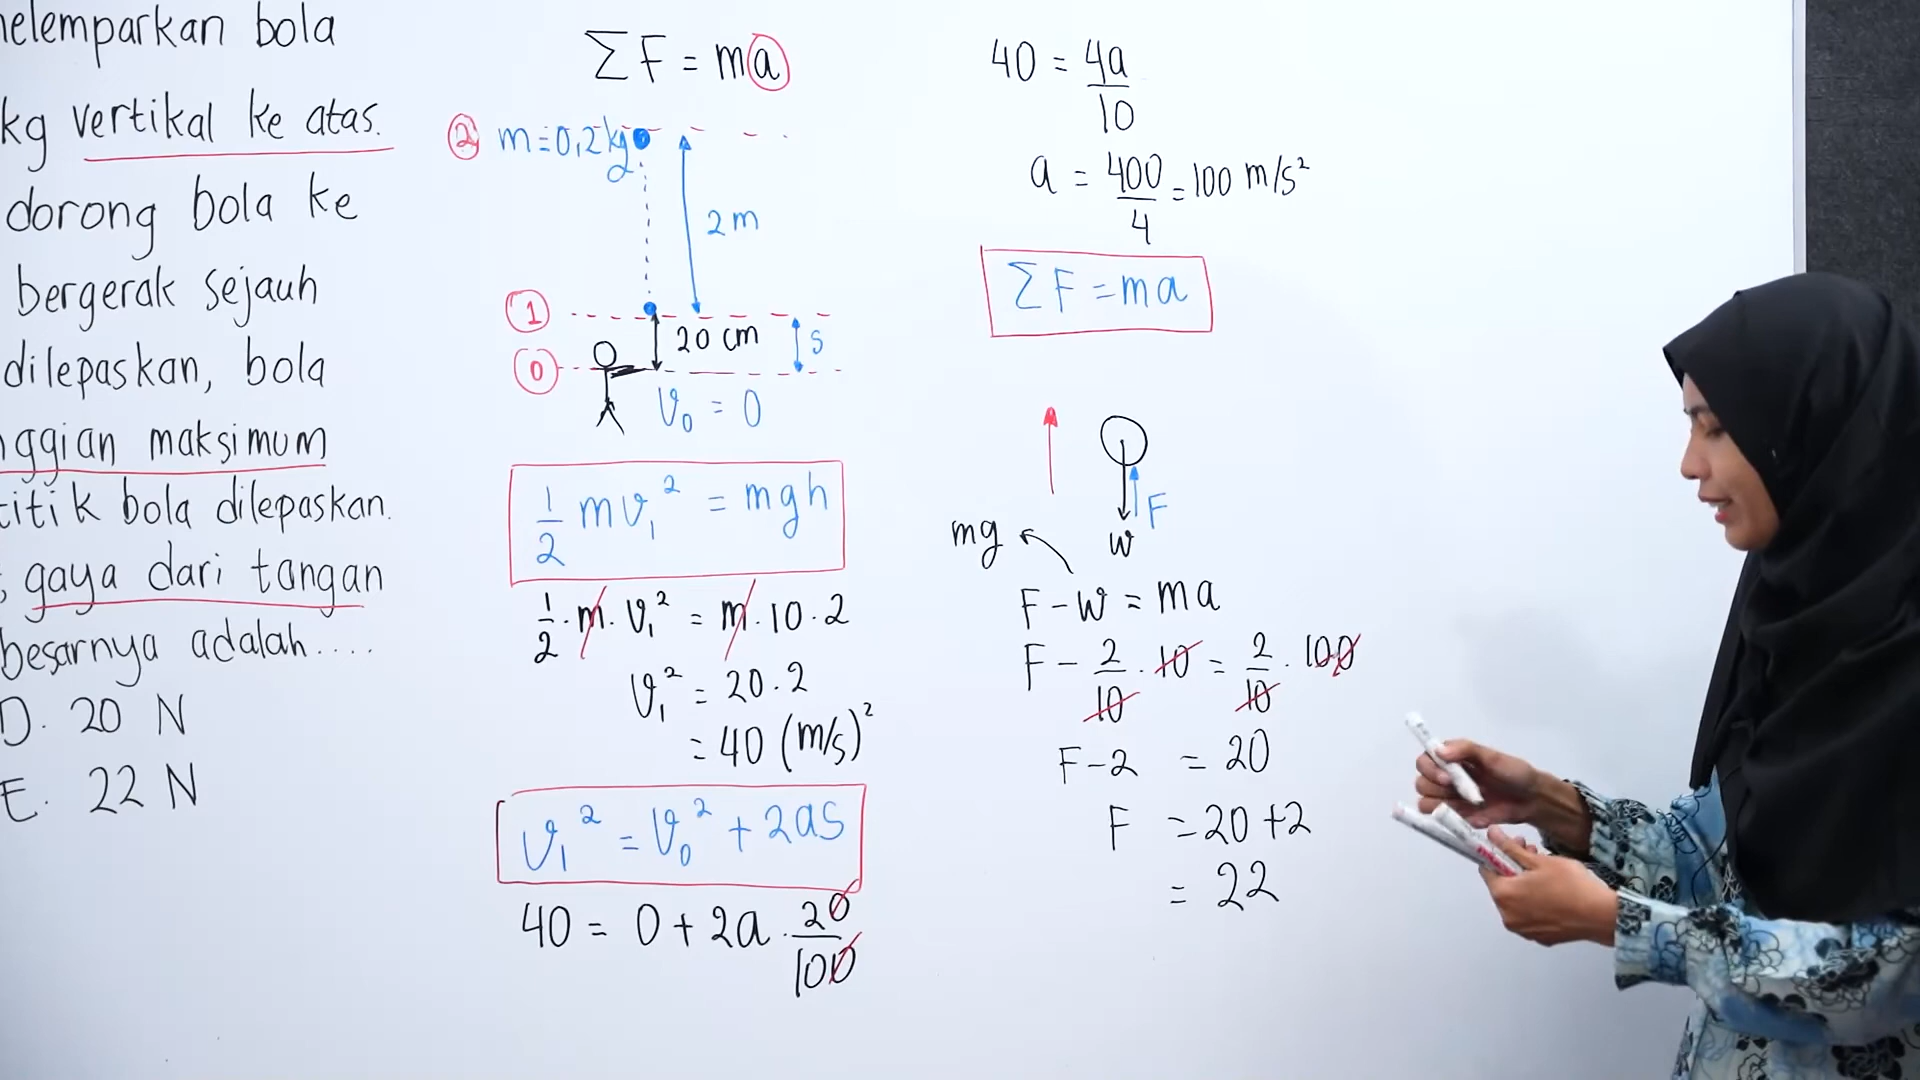 melemparkan bola
kg vertikal ke atas.
dorong bola ke
bergerak sejauh
dilepaskan, bola
nggian maksimum
titik bola dilepaskan.
, gaya dari tangan
besarnya adalah....
D. 20 N
E. 22 N
ΣF = ma
② m = 0,2 kg
2 m
①
20 cm
s
⓪
v₀ = 0
1/2 mv₁² = mgh
1/2 · m · v₁² = m · 10 · 2
v₁² = 20 · 2
= 40 (m/s)²
v₁² = v₀² + 2as
40 = 0 + 2a · 20/100
40 = 4a/10
a = 400/4 = 100 m/s²
ΣF = ma
F
w
mg
F - w = ma
F - 2/10 · 10 = 2/10 · 100
F - 2 = 20
F = 20 + 2
= 22